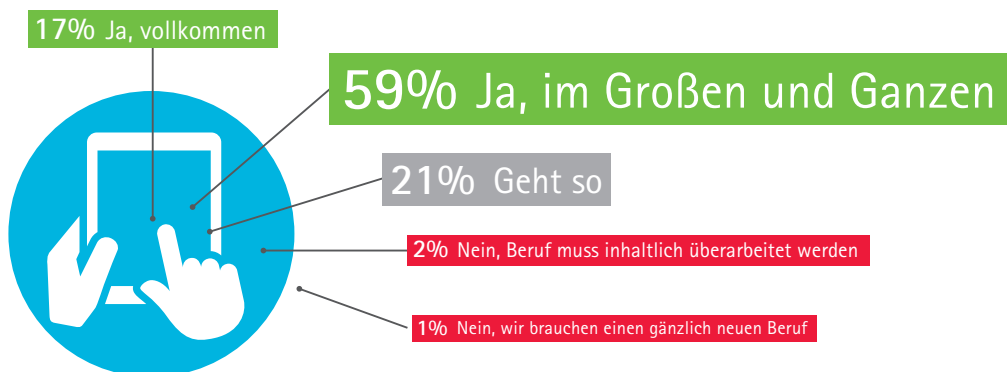 17% Ja, vollkommen
59% Ja, im Großen und Ganzen
21% Geht so
2% Nein, Beruf muss inhaltlich überarbeitet werden
1% Nein, wir brauchen einen gänzlich neuen Beruf